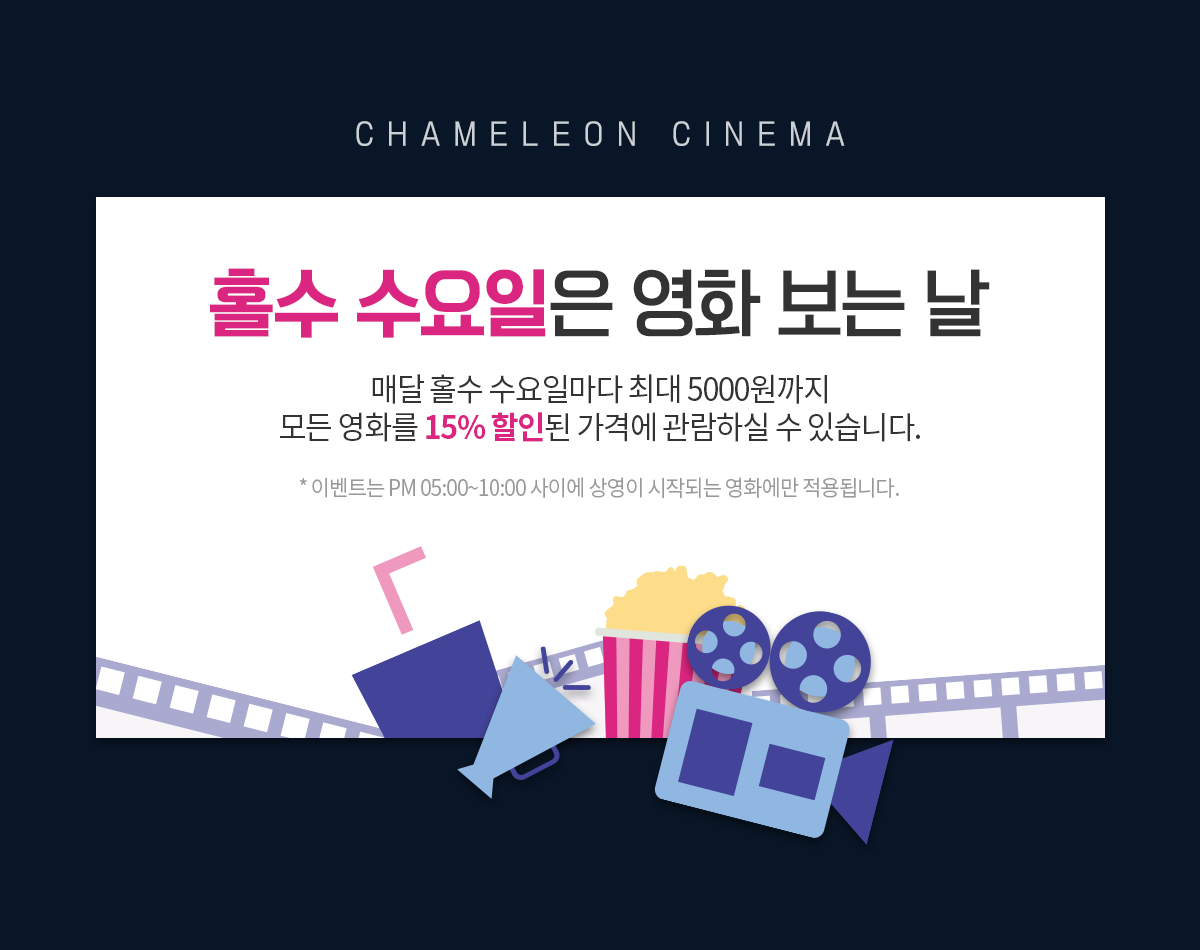 CHAMELEON CINEMA
홀수 수요일은 영화 보는 날
매달 홀수 수요일마다 최대 5000원까지
모든 영화를 15% 할인된 가격에 관람하실 수 있습니다.
* 이벤트는 PM 05:00~10:00 사이에 상영이 시작되는 영화에만 적용됩니다.